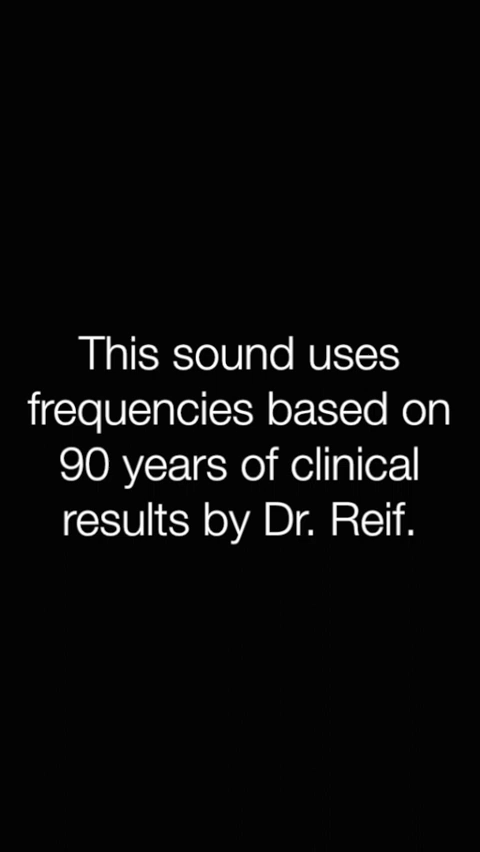 This sound uses
frequencies based on
90 years of clinical
results by Dr. Reif.